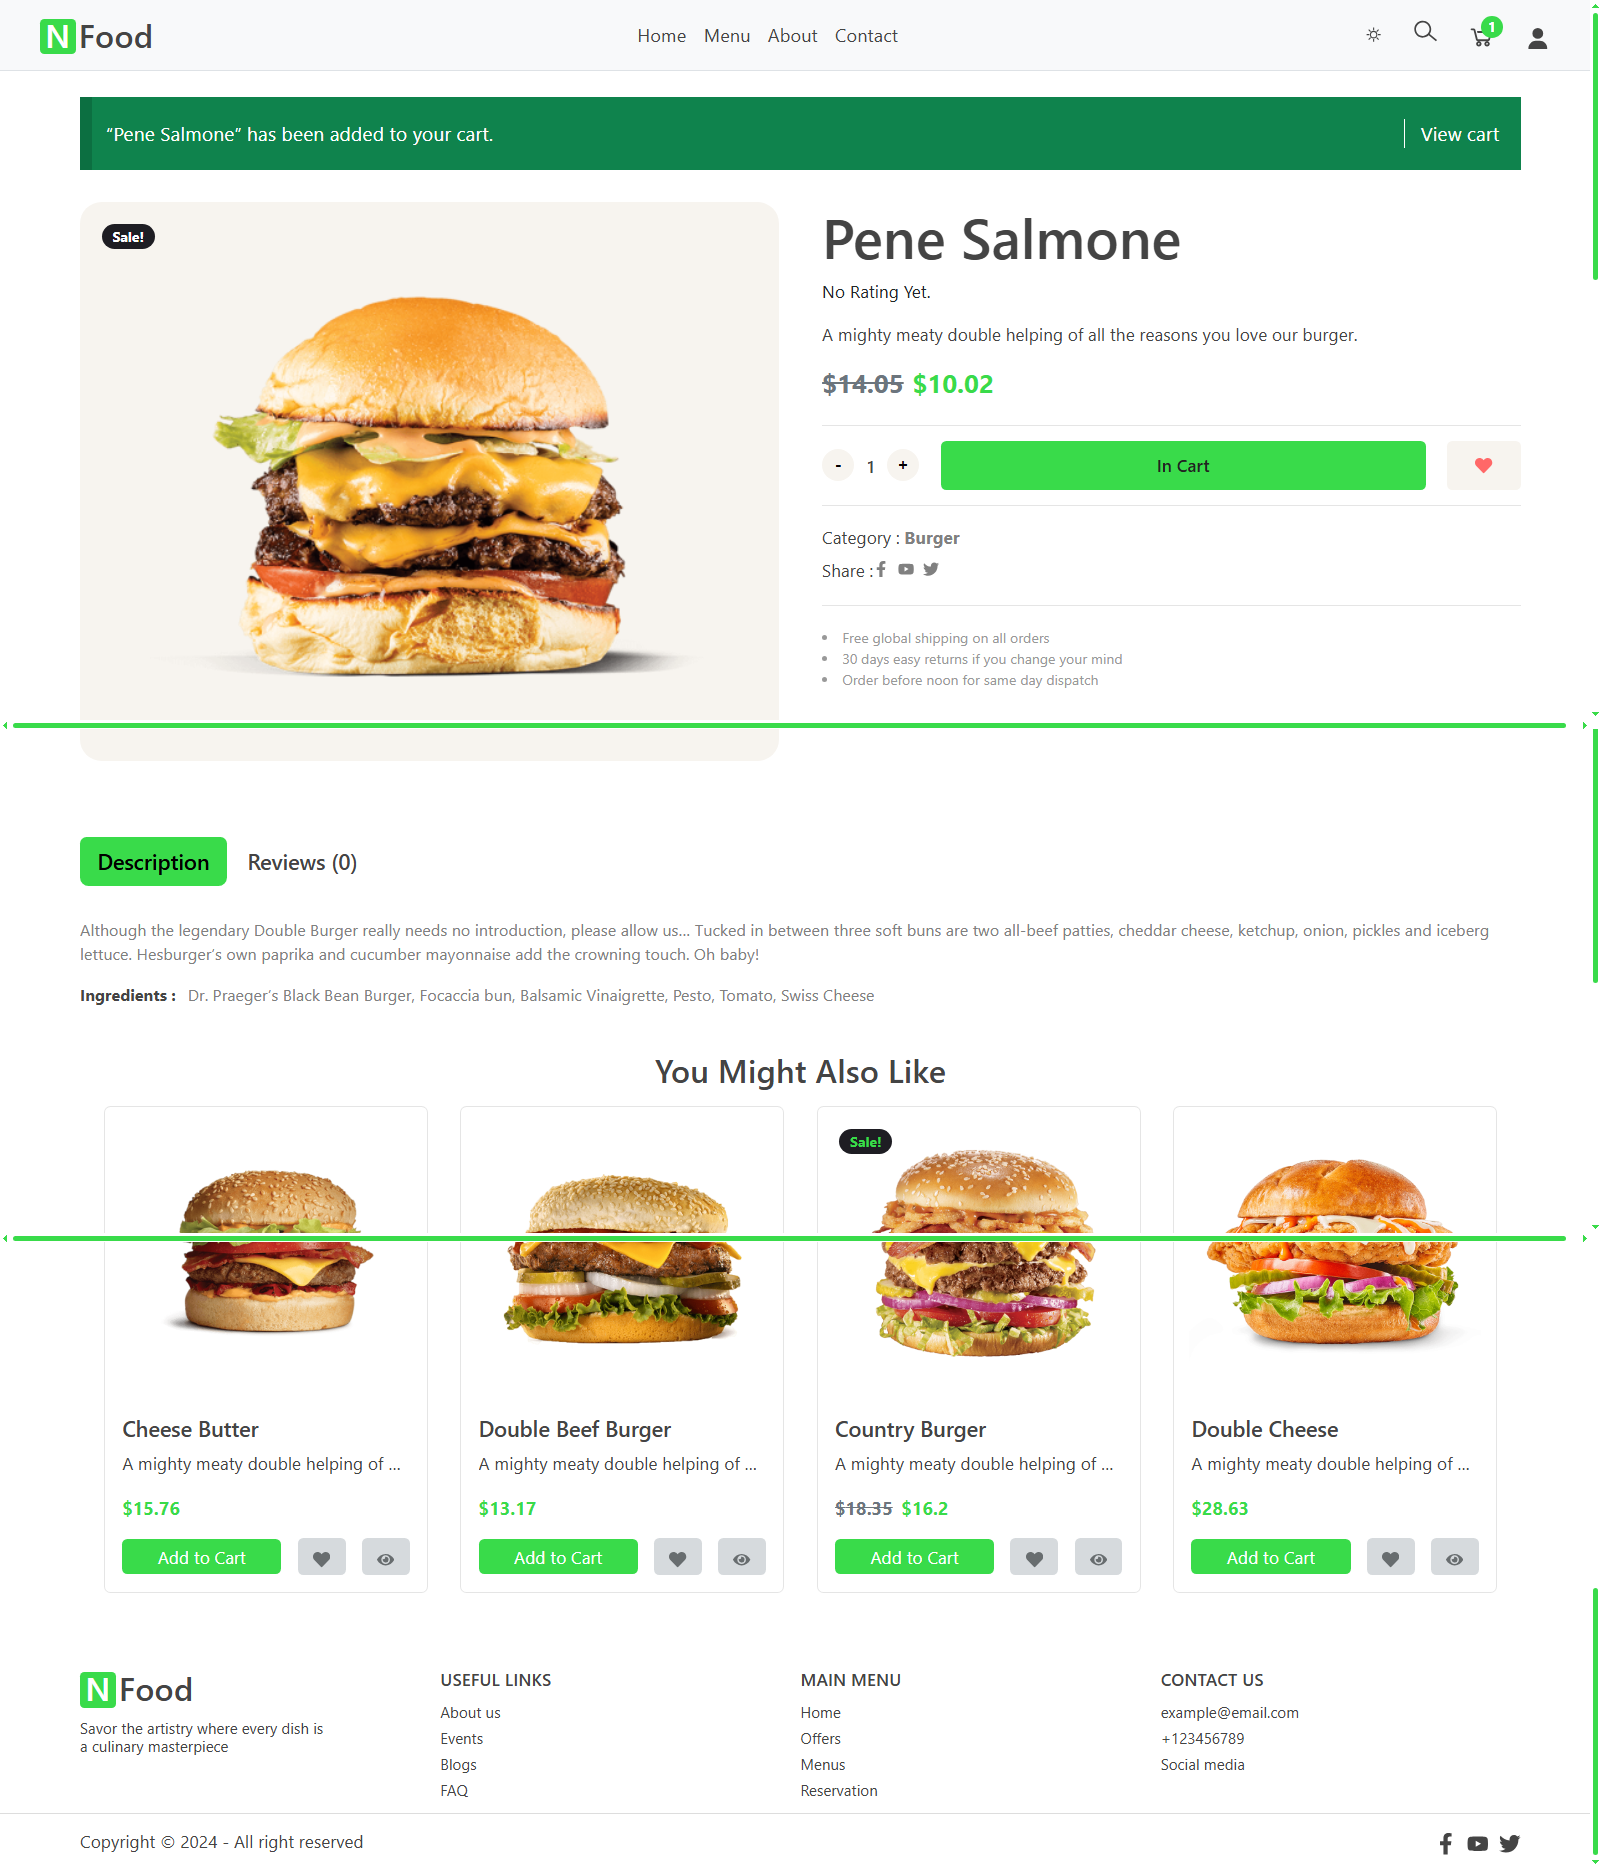 N Food
Home Menu About Contact
1
“Pene Salmone” has been added to your cart.
View cart
Sale!
Pene Salmone
No Rating Yet.
A mighty meaty double helping of all the reasons you love our burger.
$14.05 $10.02
- 1 + In Cart
Category : Burger
Share :
Free global shipping on all orders
30 days easy returns if you change your mind
Order before noon for same day dispatch
Description Reviews (0)
Although the legendary Double Burger really needs no introduction, please allow us... Tucked in between three soft buns are two all-beef patties, cheddar cheese, ketchup, onion, pickles and iceberg
lettuce. Hesburger’s own paprika and cucumber mayonnaise add the crowning touch. Oh baby!
Ingredients : Dr. Praeger’s Black Bean Burger, Focaccia bun, Balsamic Vinaigrette, Pesto, Tomato, Swiss Cheese
You Might Also Like
Cheese Butter
A mighty meaty double helping of ...
$15.76
Add to Cart
Double Beef Burger
A mighty meaty double helping of ...
$13.17
Add to Cart
Sale!
Country Burger
A mighty meaty double helping of ...
$18.35 $16.2
Add to Cart
Double Cheese
A mighty meaty double helping of ...
$28.63
Add to Cart
N Food
Savor the artistry where every dish is
a culinary masterpiece
USEFUL LINKS
About us
Events
Blogs
FAQ
MAIN MENU
Home
Offers
Menus
Reservation
CONTACT US
example@email.com
+123456789
Social media
Copyright © 2024 - All right reserved